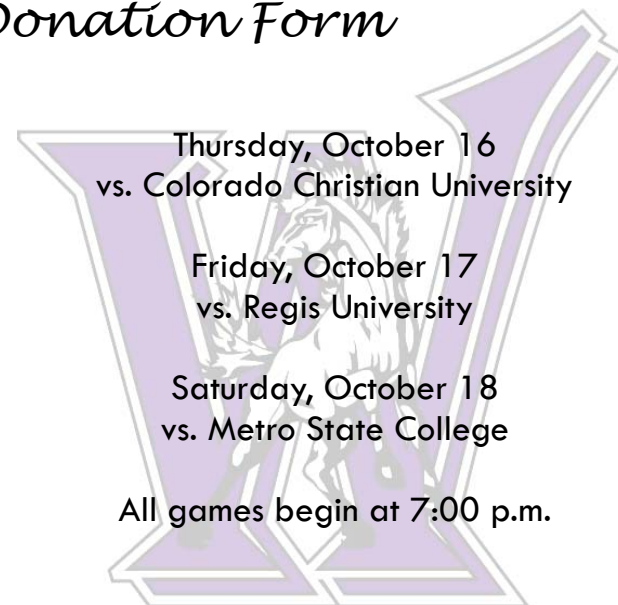 Donation Form
Thursday, October 16
vs. Colorado Christian University
Friday, October 17
vs. Regis University
Saturday, October 18
vs. Metro State College
All games begin at 7:00 p.m.